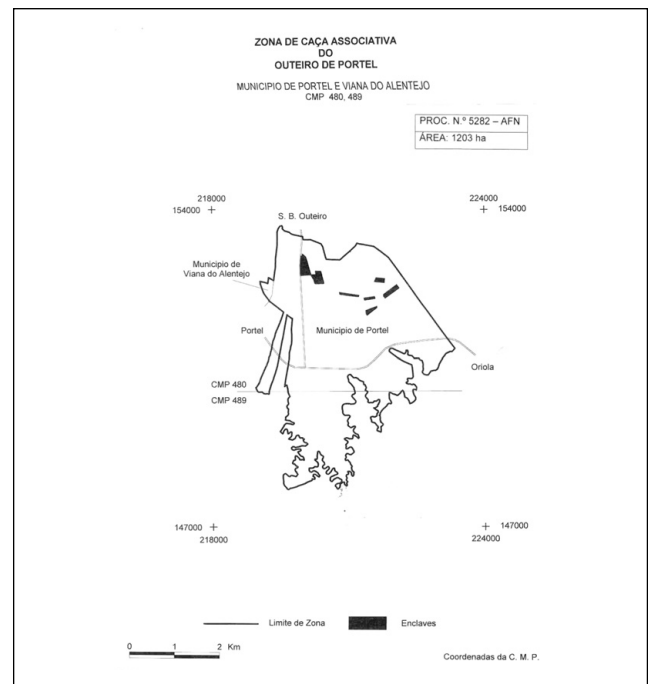 ZONA DE CAÇA ASSOCIATIVA
DO
OUTEIRO DE PORTEL
MUNICIPIO DE PORTEL E VIANA DO ALENTEJO
CMP 480, 489
PROC. N.º 5282 – AFN
ÁREA: 1203 ha
218000
154000
224000
154000
S. B. Outeiro
Municipio de
Viana do Alentejo
Portel
Municipio de Portel
Oriola
CMP 480
CMP 489
147000
218000
147000
224000
Limite de Zona
Enclaves
0 1 2 Km
Coordenadas da C. M. P.